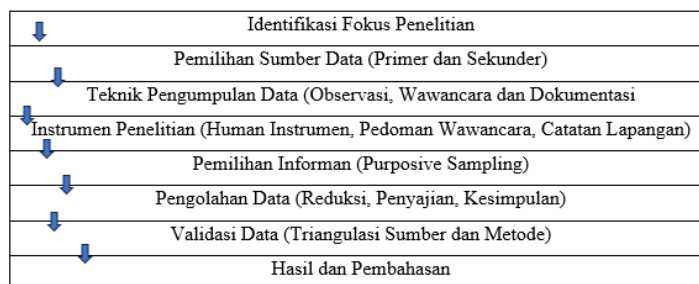 Identifikasi Fokus Penelitian
Pemilihan Sumber Data (Primer dan Sekunder)
Teknik Pengumpulan Data (Observasi, Wawancara dan Dokumentasi
Instrumen Penelitian (Human Instrumen, Pedoman Wawancara, Catatan Lapangan)
Pemilihan Informan (Purposive Sampling)
Pengolahan Data (Reduksi, Penyajian, Kesimpulan)
Validasi Data (Triangulasi Sumber dan Metode)
Hasil dan Pembahasan